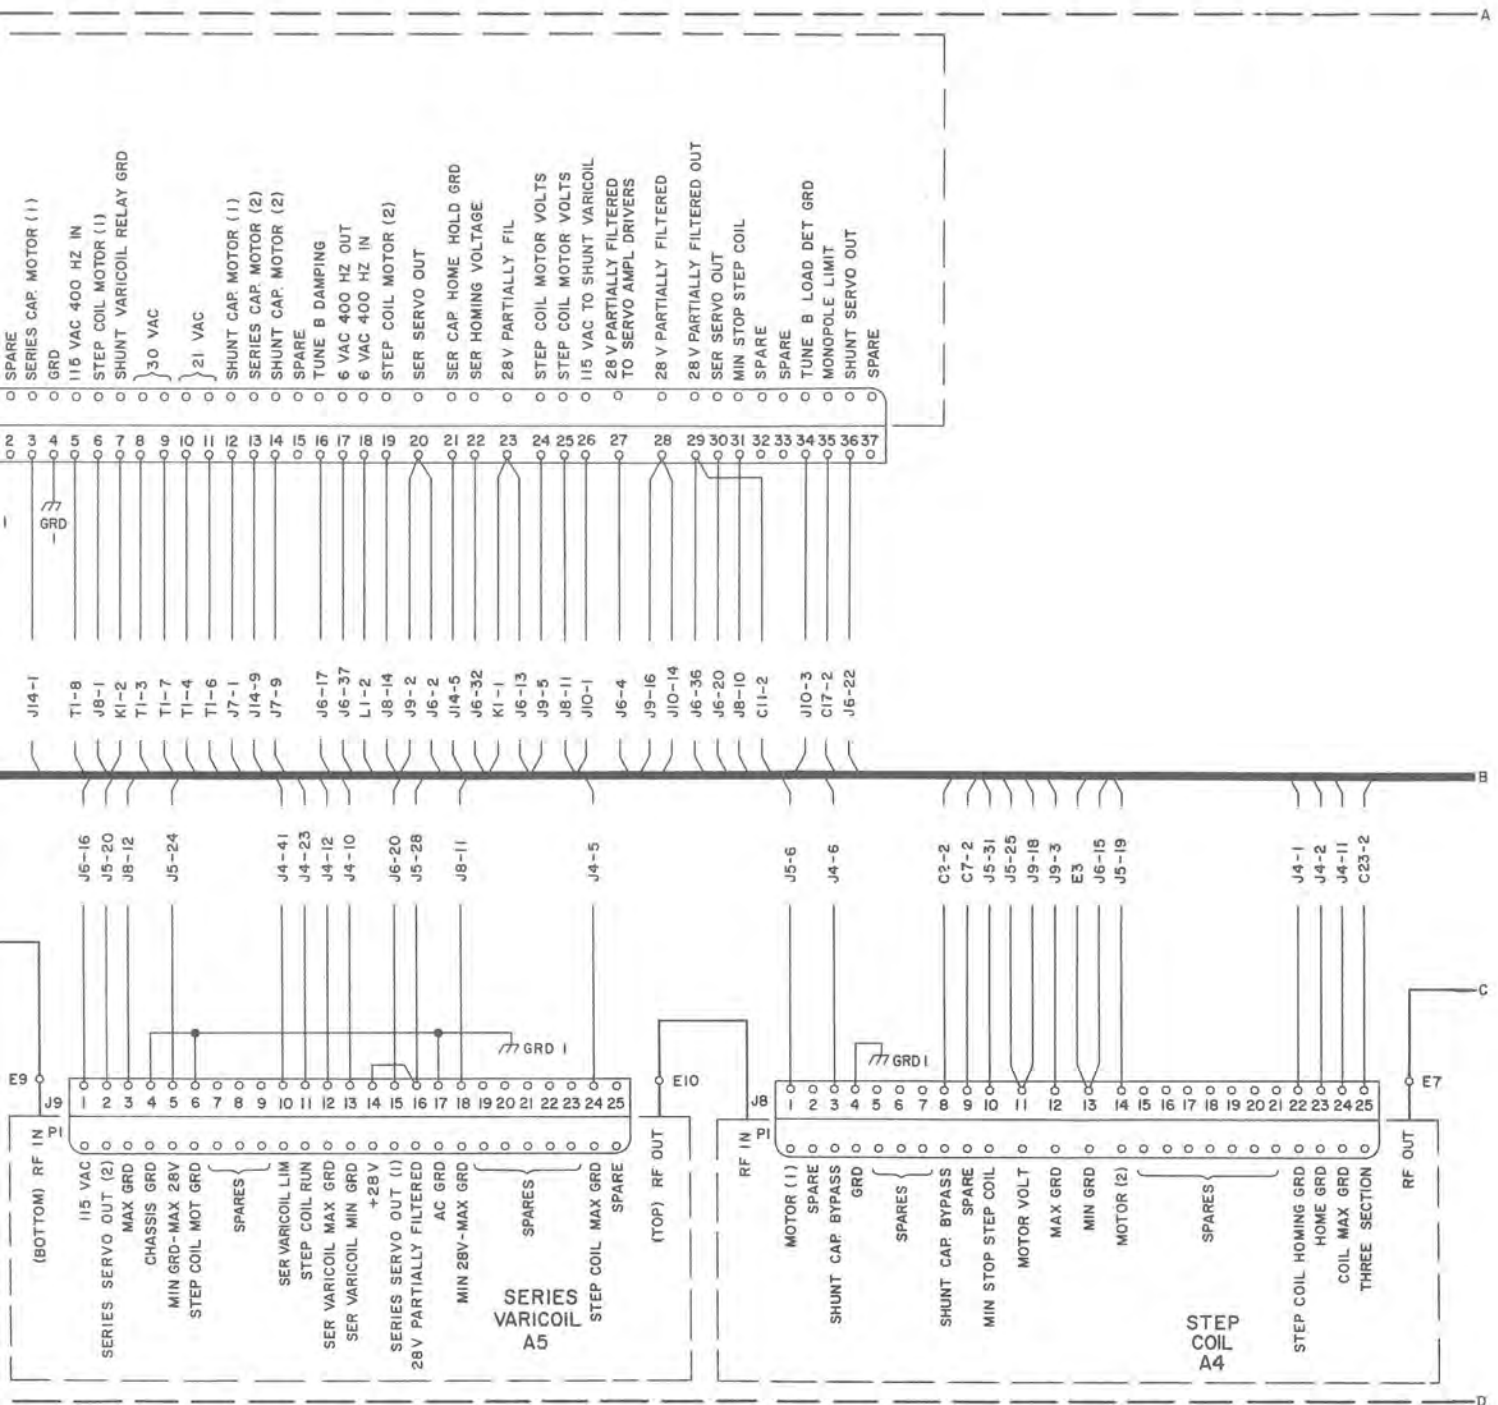 A
SPARE
SERIES CAP. MOTOR (1)
GRD
115 VAC 400 HZ IN
STEP COIL MOTOR (1)
SHUNT VARICOIL RELAY GRD
30 VAC
21 VAC
SHUNT CAP. MOTOR (1)
SERIES CAP. MOTOR (2)
SHUNT CAP. MOTOR (2)
SPARE
TUNE B DAMPING
6 VAC 400 HZ OUT
6 VAC 400 HZ IN
STEP COIL MOTOR (2)
SER SERVO OUT
SER CAP. HOME HOLD GRD
SER HOMING VOLTAGE
28V PARTIALLY FIL
STEP COIL MOTOR VOLTS
STEP COIL MOTOR VOLTS
115 VAC TO SHUNT VARICOIL
28V PARTIALLY FILTERED
TO SERVO AMPL DRIVERS
28V PARTIALLY FILTERED
28V PARTIALLY FILTERED OUT
SER SERVO OUT
MIN STOP STEP COIL
SPARE
SPARE
TUNE B LOAD DET GRD
MONOPOLE LIMIT
SHUNT SERVO OUT
SPARE
2 3 4 5 6 7 8 9 10 11 12 13 14 15 16 17 18 19 20 21 22 23 24 25 26 27 28 29 30 31 32 33 34 35 36 37
1
GRD
J14-1
T1-8
J8-1
K1-2
T1-3
T1-7
T1-4
T1-6
J7-1
J14-9
J7-9
J6-17
J6-37
L1-2
J8-14
J9-2
J6-2
J14-5
J6-32
K1-1
J6-13
J9-5
J8-11
J10-1
J6-4
J9-16
J10-14
J6-36
J6-20
J8-10
C11-2
J10-3
C17-2
J6-22
B
J6-16
J5-20
J8-12
J5-24
J4-41
J4-23
J4-12
J4-10
J6-20
J5-28
J8-11
J4-5
J5-6
J4-6
C7-2
J5-31
J5-25
J9-18
J9-3
E3
J6-15
J5-19
J4-1
J4-2
J4-11
C23-2
C
GRD 1
GRD 1
E9
J9
1 2 3 4 5 6 7 8 9 10 11 12 13 14 15 16 17 18 19 20 21 22 23 24 25
E10
J8
1 2 3 4 5 6 7 8 9 10 11 12 13 14 15 16 17 18 19 20 21 22 23 24 25
E7
P1
(BOTTOM) RF IN
115 VAC
SERIES SERVO OUT (2)
MAX GRD
CHASSIS GRD
MIN GRD-MAX 28V
STEP COIL MOT GRD
SPARES
SER VARICOIL LIM
STEP COIL RUN
SER VARICOIL MAX GRD
SER VARICOIL MIN GRD
+28V
SERIES SERVO OUT (1)
28V PARTIALLY FILTERED
AC GRD
MIN 28V-MAX GRD
SPARES
STEP COIL MAX GRD
SPARE
(TOP) RF OUT
SERIES
VARICOIL
A5
P1
RF IN
MOTOR (1)
SPARE
SHUNT CAP. BYPASS
GRD
SPARES
SHUNT CAP. BYPASS
SPARE
MIN STOP STEP COIL
MOTOR VOLT
MAX GRD
MIN GRD
MOTOR (2)
SPARES
STEP COIL HOMING GRD
HOME GRD
COIL MAX GRD
THREE SECTION
RF OUT
STEP
COIL
A4
D